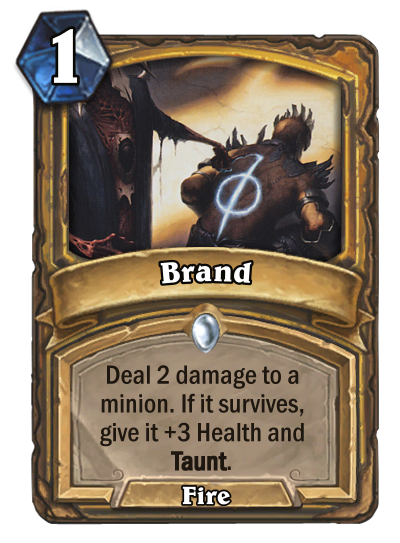 1
Brand
Deal 2 damage to a
minion. If it survives,
give it +3 Health and
Taunt.
Fire